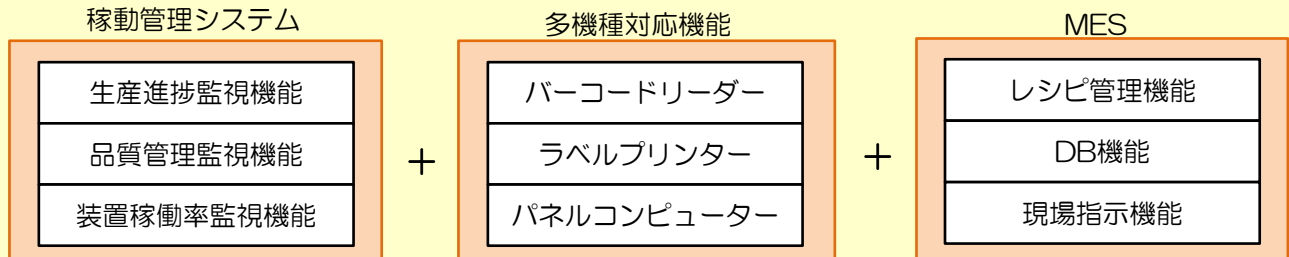 稼動管理システム
生産進捗監視機能
品質管理監視機能
装置稼働率監視機能
+
多機種対応機能
バーコードリーダー
ラベルプリンター
パネルコンピューター
+
MES
レシピ管理機能
DB機能
現場指示機能